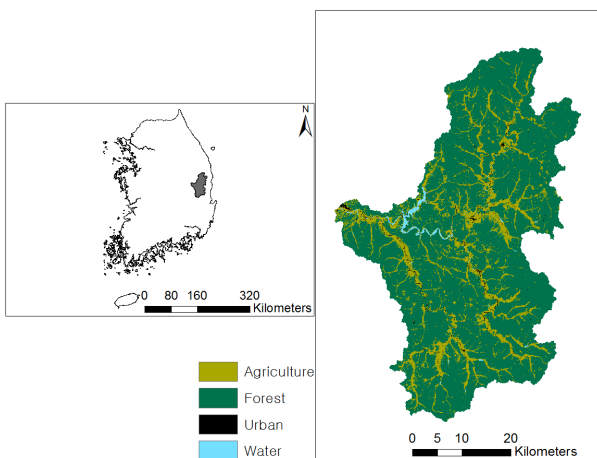 N
0 80 160 320
Kilometers
Agriculture
Forest
Urban
Water
0 5 10 20
Kilometers